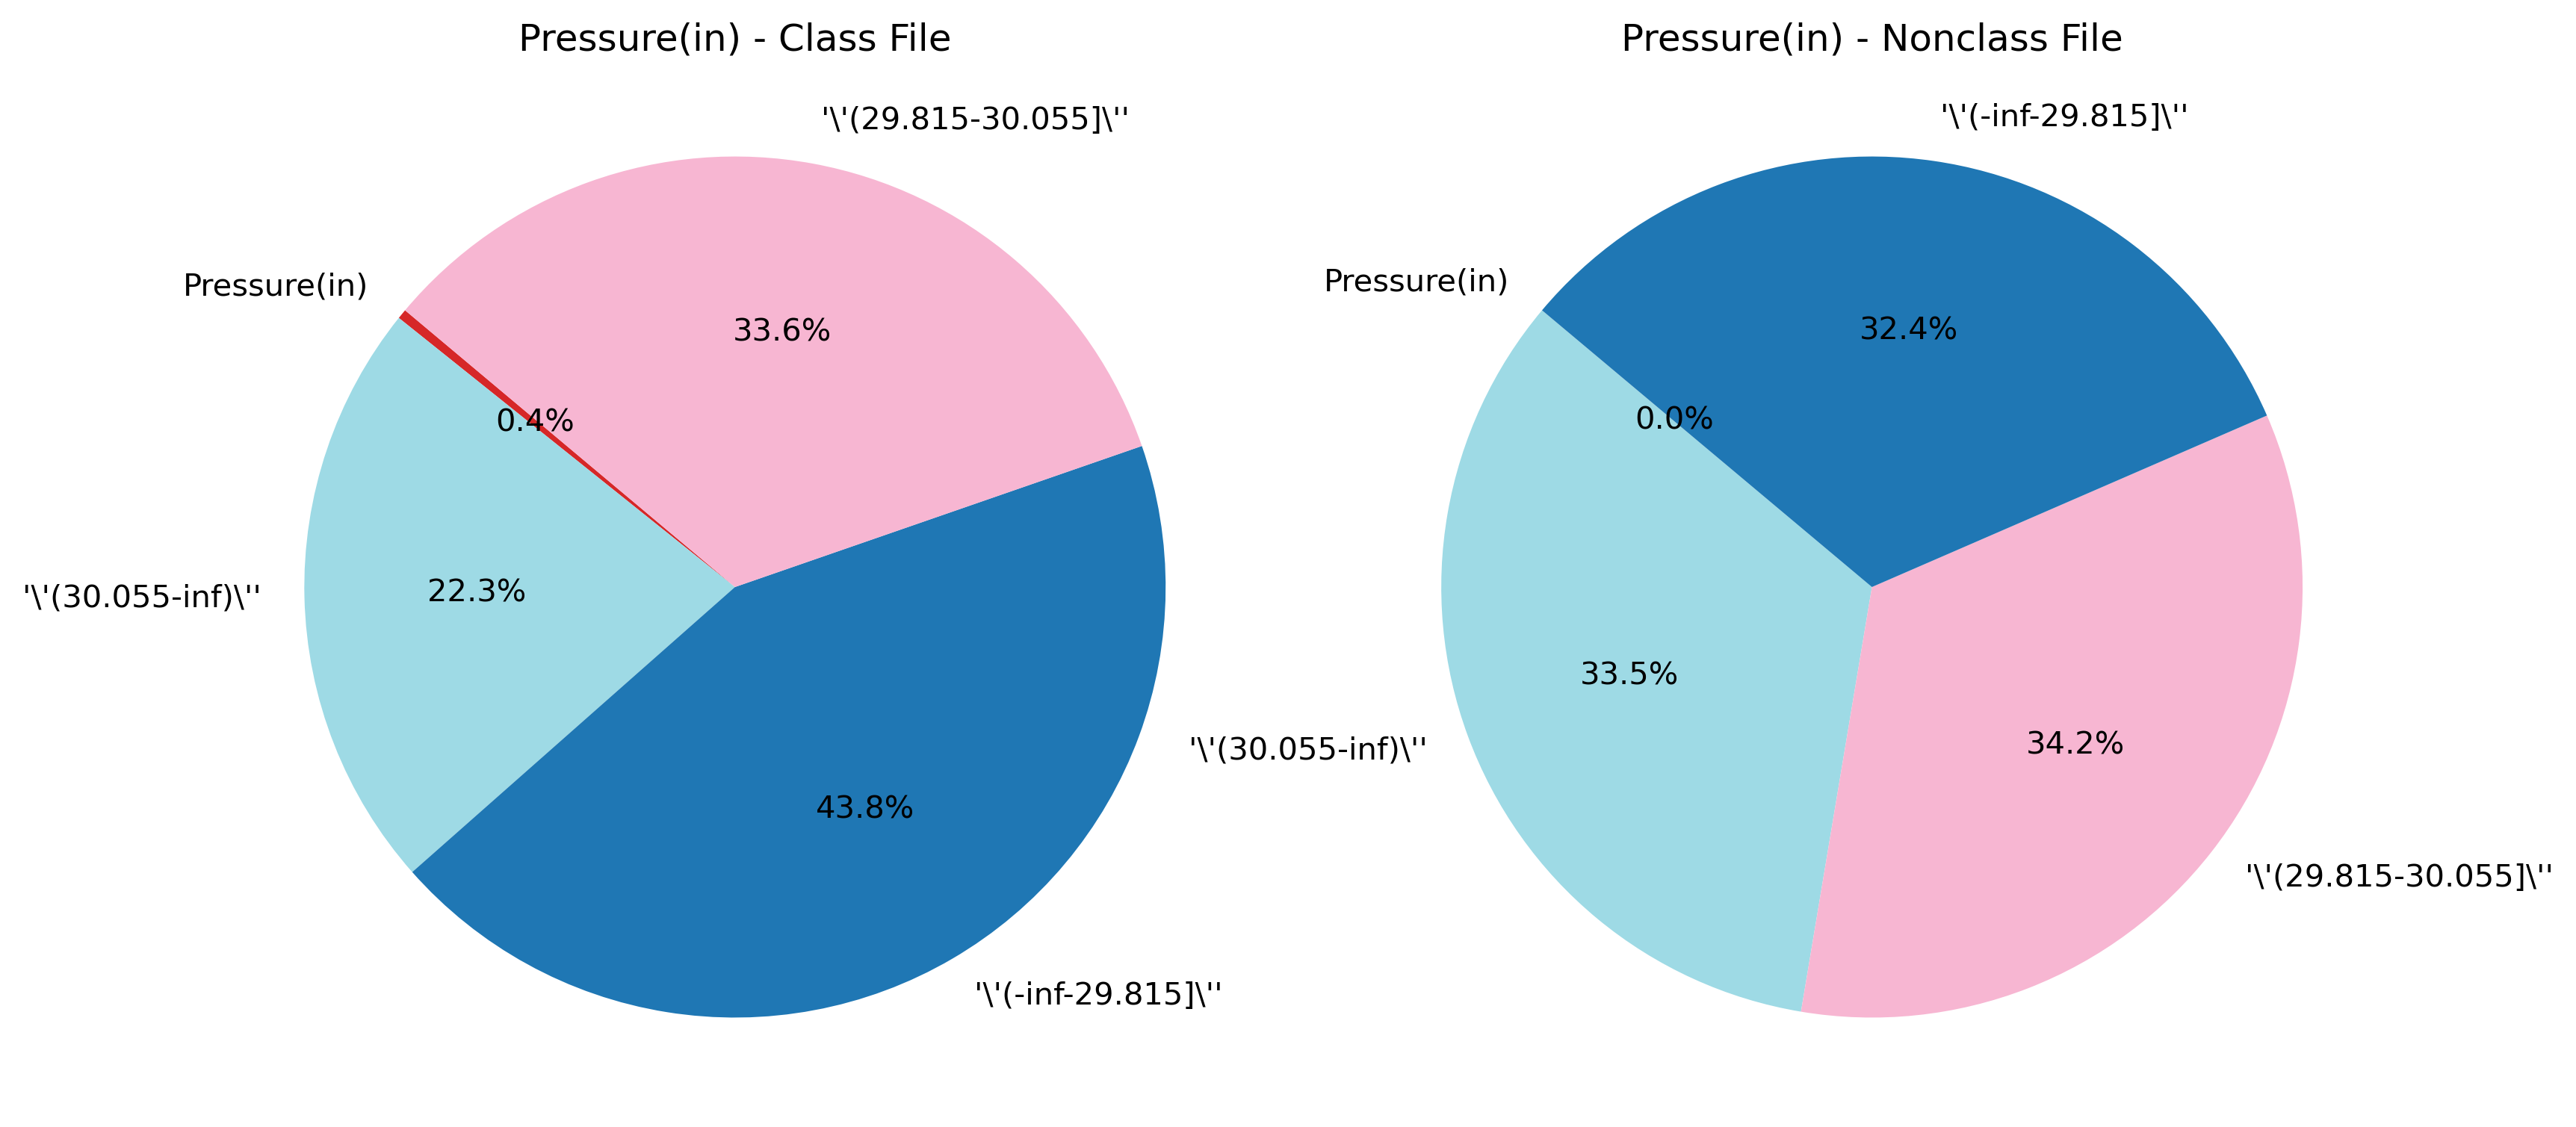 Pressure(in) - Class File
'\'(29.815-30.055]\''
Pressure(in)
33.6%
0.4%
'\'(30.055-inf)\''
22.3%
43.8%
'\'(-inf-29.815]\''
Pressure(in) - Nonclass File
'\'(-inf-29.815]\''
Pressure(in)
32.4%
0.0%
33.5%
'\'(30.055-inf)\''
34.2%
'\'(29.815-30.055]\''